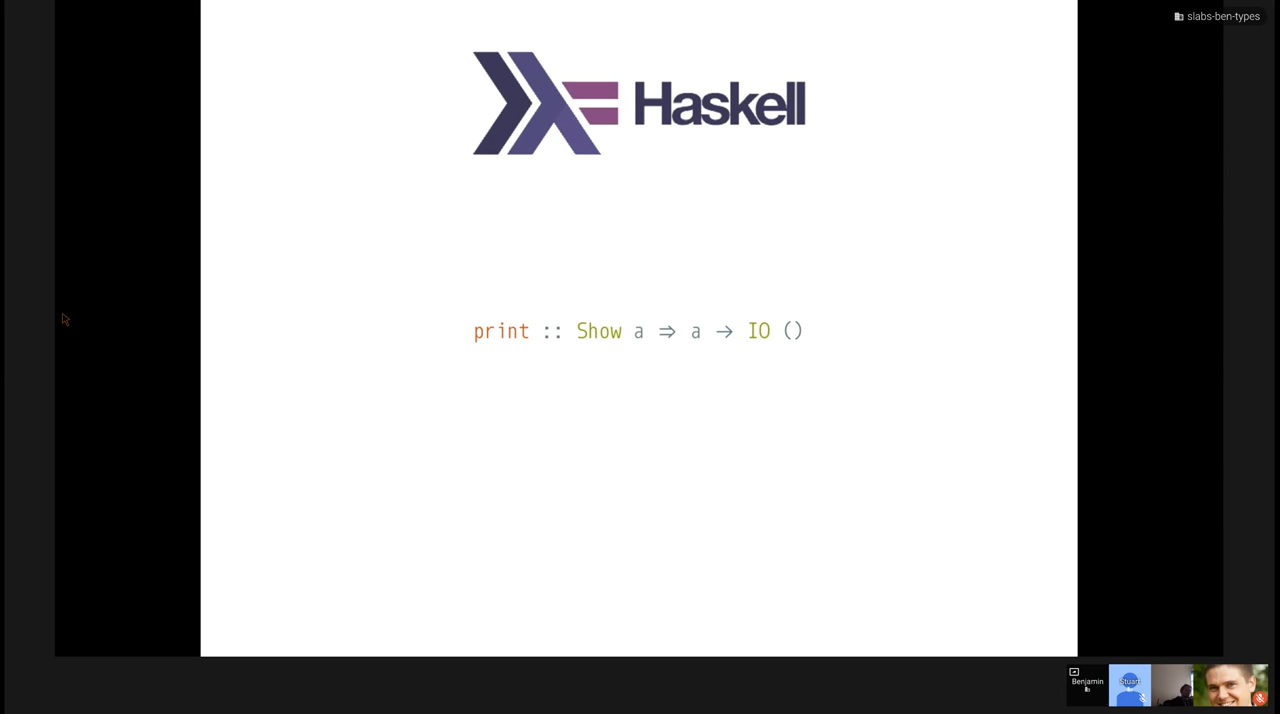 slabs-ben-types
Haskell
print :: Show a ⇒ a → IO ()
Benjamin
Stuart